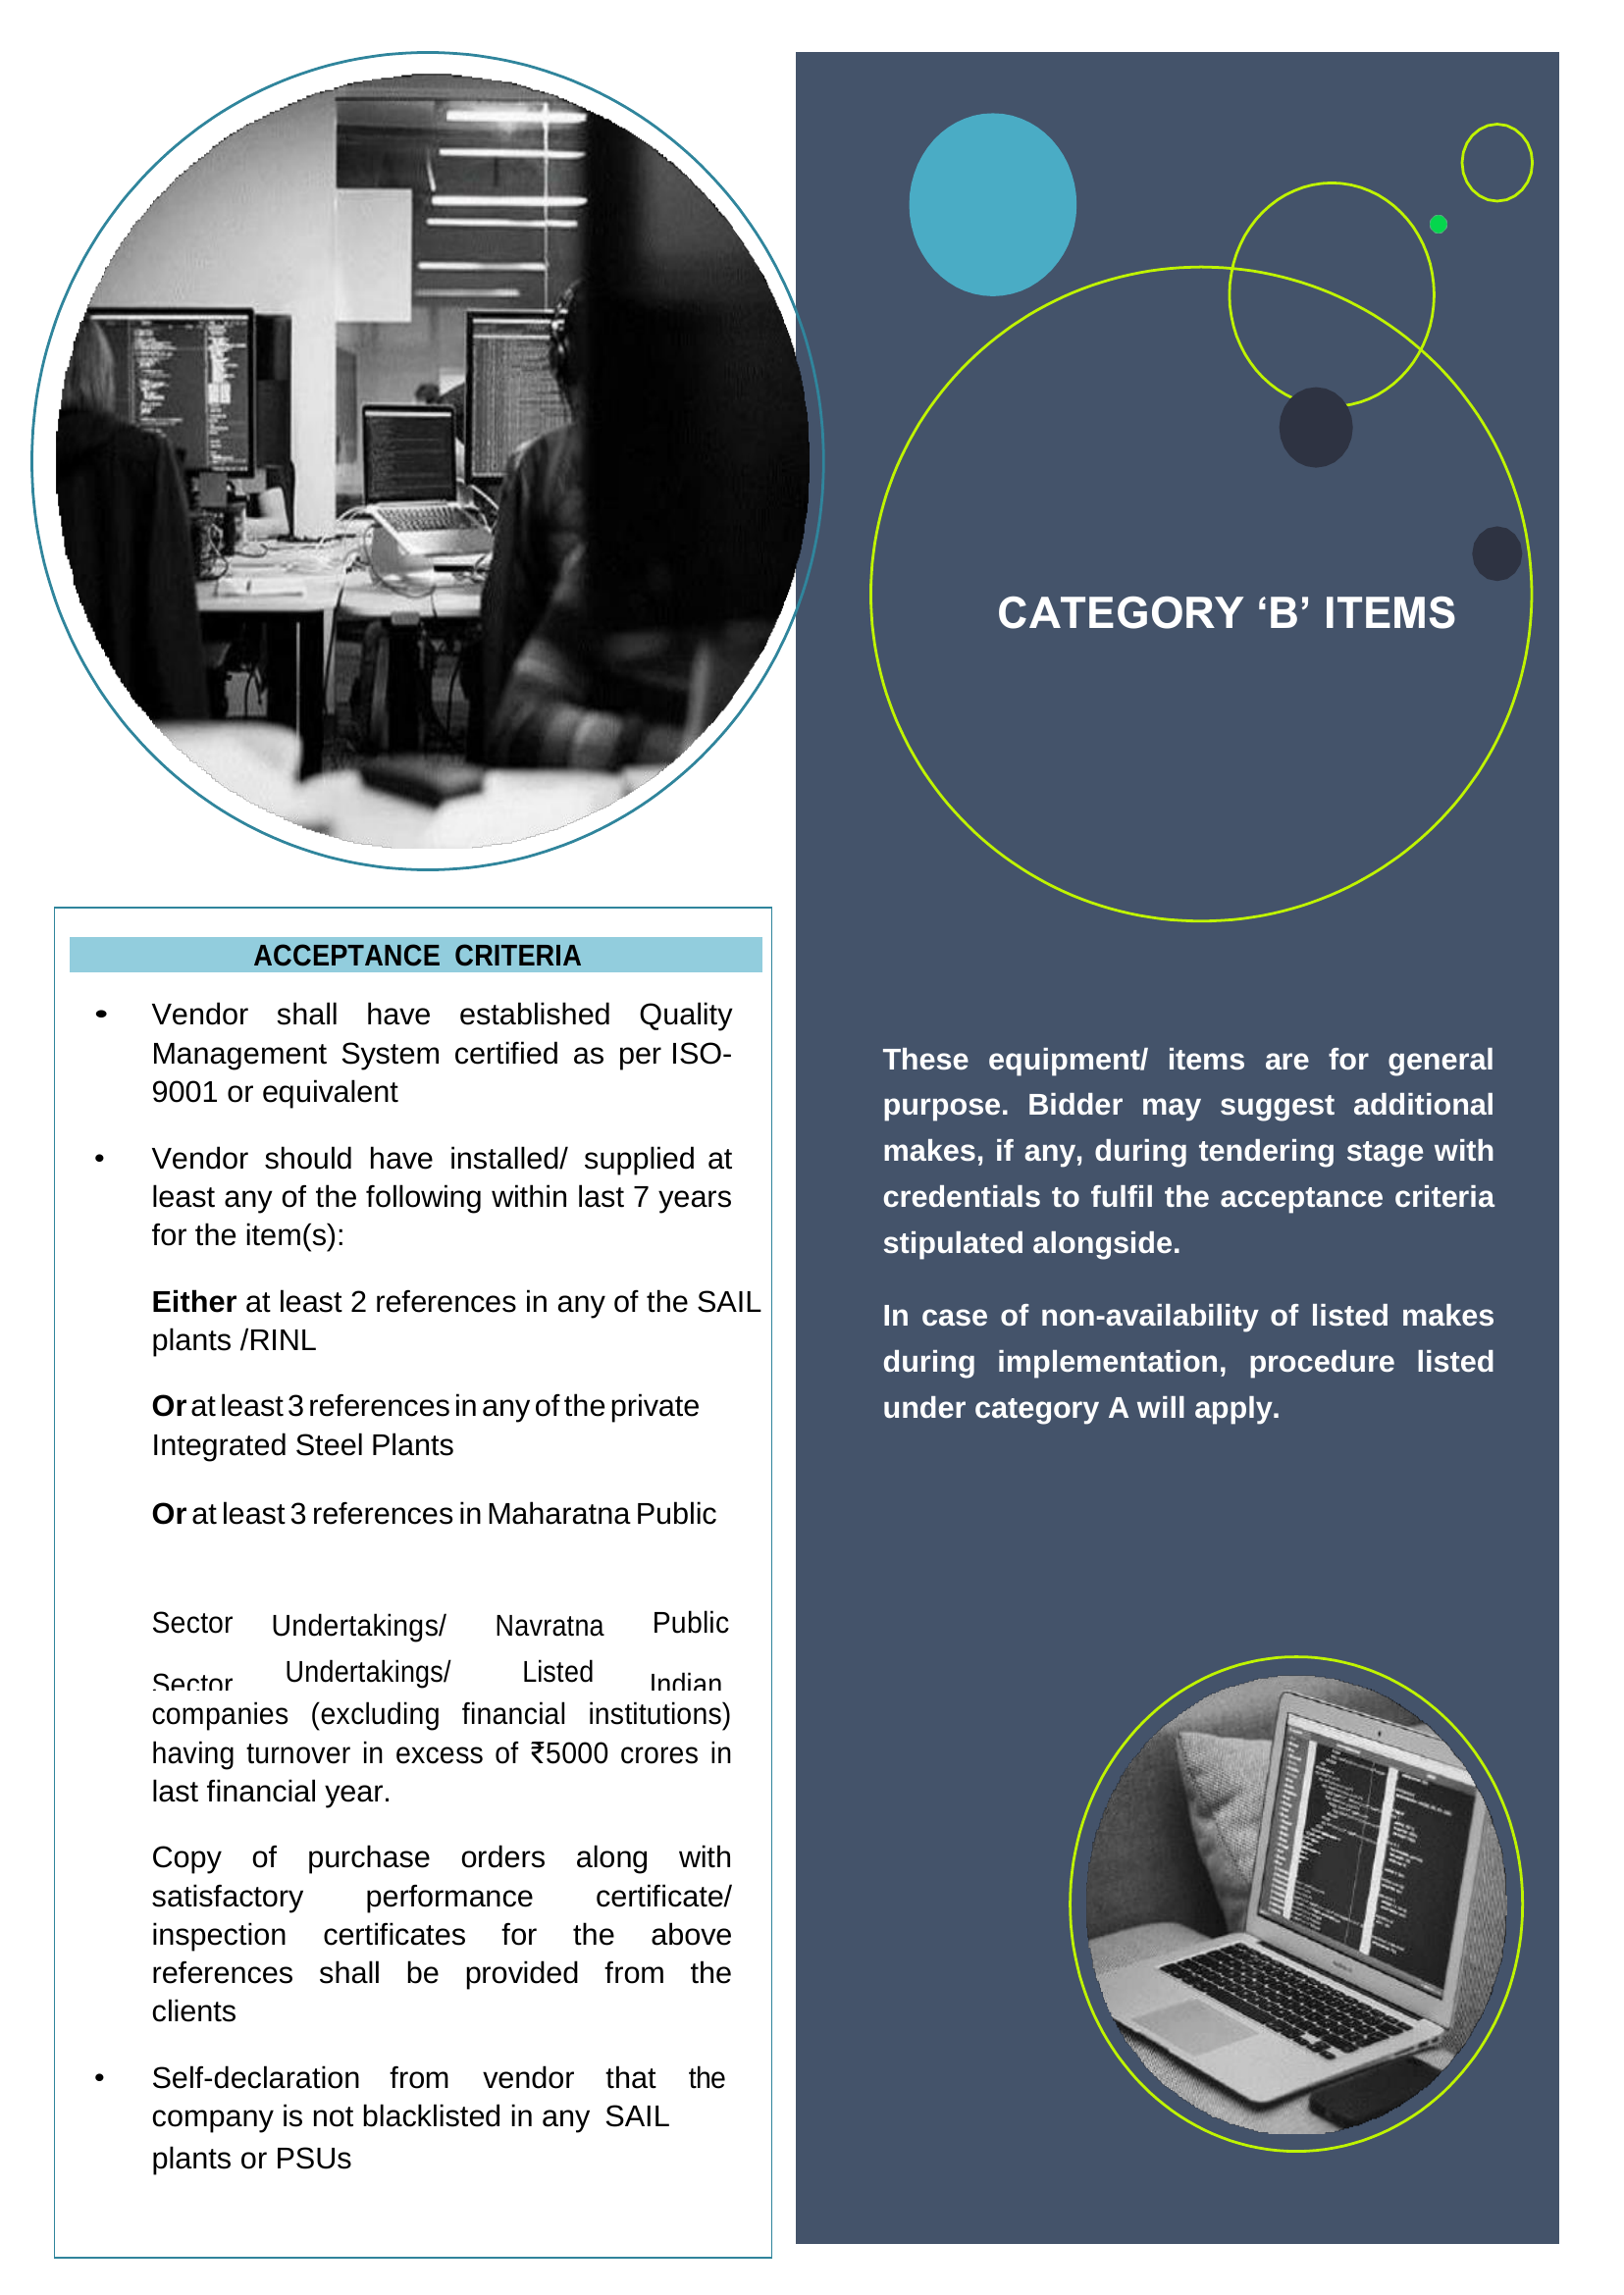 CATEGORY ‘B’ ITEMS
ACCEPTANCE CRITERIA
• Vendor shall have established Quality
Management System certified as per ISO-
9001 or equivalent
• Vendor should have installed/ supplied at
least any of the following within last 7 years
for the item(s):
Either at least 2 references in any of the SAIL
plants /RINL
Or at least 3 references in any of the private
Integrated Steel Plants
Or at least 3 references in Maharatna Public
Sector Undertakings/ Navratna Public
Sector Undertakings/ Listed Indian
companies (excluding financial institutions)
having turnover in excess of ₹5000 crores in
last financial year.
Copy of purchase orders along with
satisfactory performance certificate/
inspection certificates for the above
references shall be provided from the
clients
• Self-declaration from vendor that the
company is not blacklisted in any SAIL
plants or PSUs
These equipment/ items are for general
purpose. Bidder may suggest additional
makes, if any, during tendering stage with
credentials to fulfil the acceptance criteria
stipulated alongside.
In case of non-availability of listed makes
during implementation, procedure listed
under category A will apply.